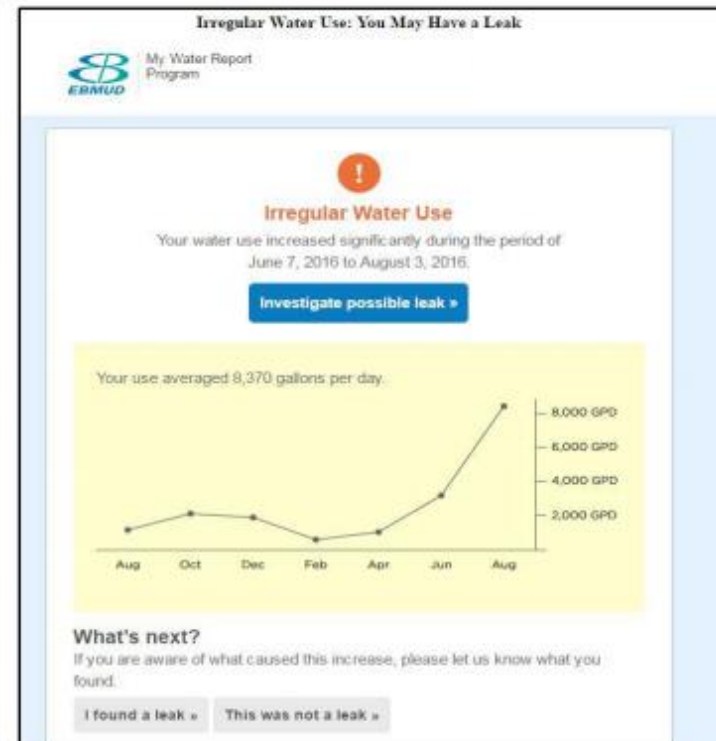 Irregular Water Use: You May Have a Leak
EBMUD
My Water Report
Program
!
Irregular Water Use
Your water use increased significantly during the period of
June 7, 2016 to August 3, 2016.
Investigate possible leak »
Your use averaged 8,370 gallons per day.
8,000 GPD
6,000 GPD
4,000 GPD
2,000 GPD
Aug Oct Dec Feb Apr Jun Aug
What's next?
If you are aware of what caused this increase, please let us know what you
found.
I found a leak » This was not a leak »